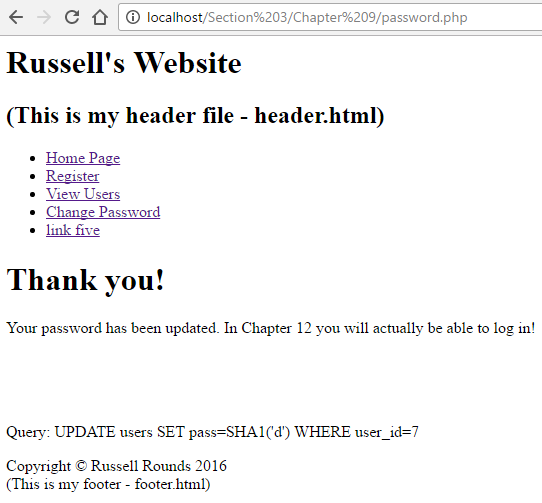 localhost/Section%203/Chapter%209/password.php
Russell's Website
(This is my header file - header.html)
Home Page
Register
View Users
Change Password
link five
Thank you!
Your password has been updated. In Chapter 12 you will actually be able to log in!
Query: UPDATE users SET pass=SHA1('d') WHERE user_id=7
Copyright © Russell Rounds 2016
(This is my footer - footer.html)